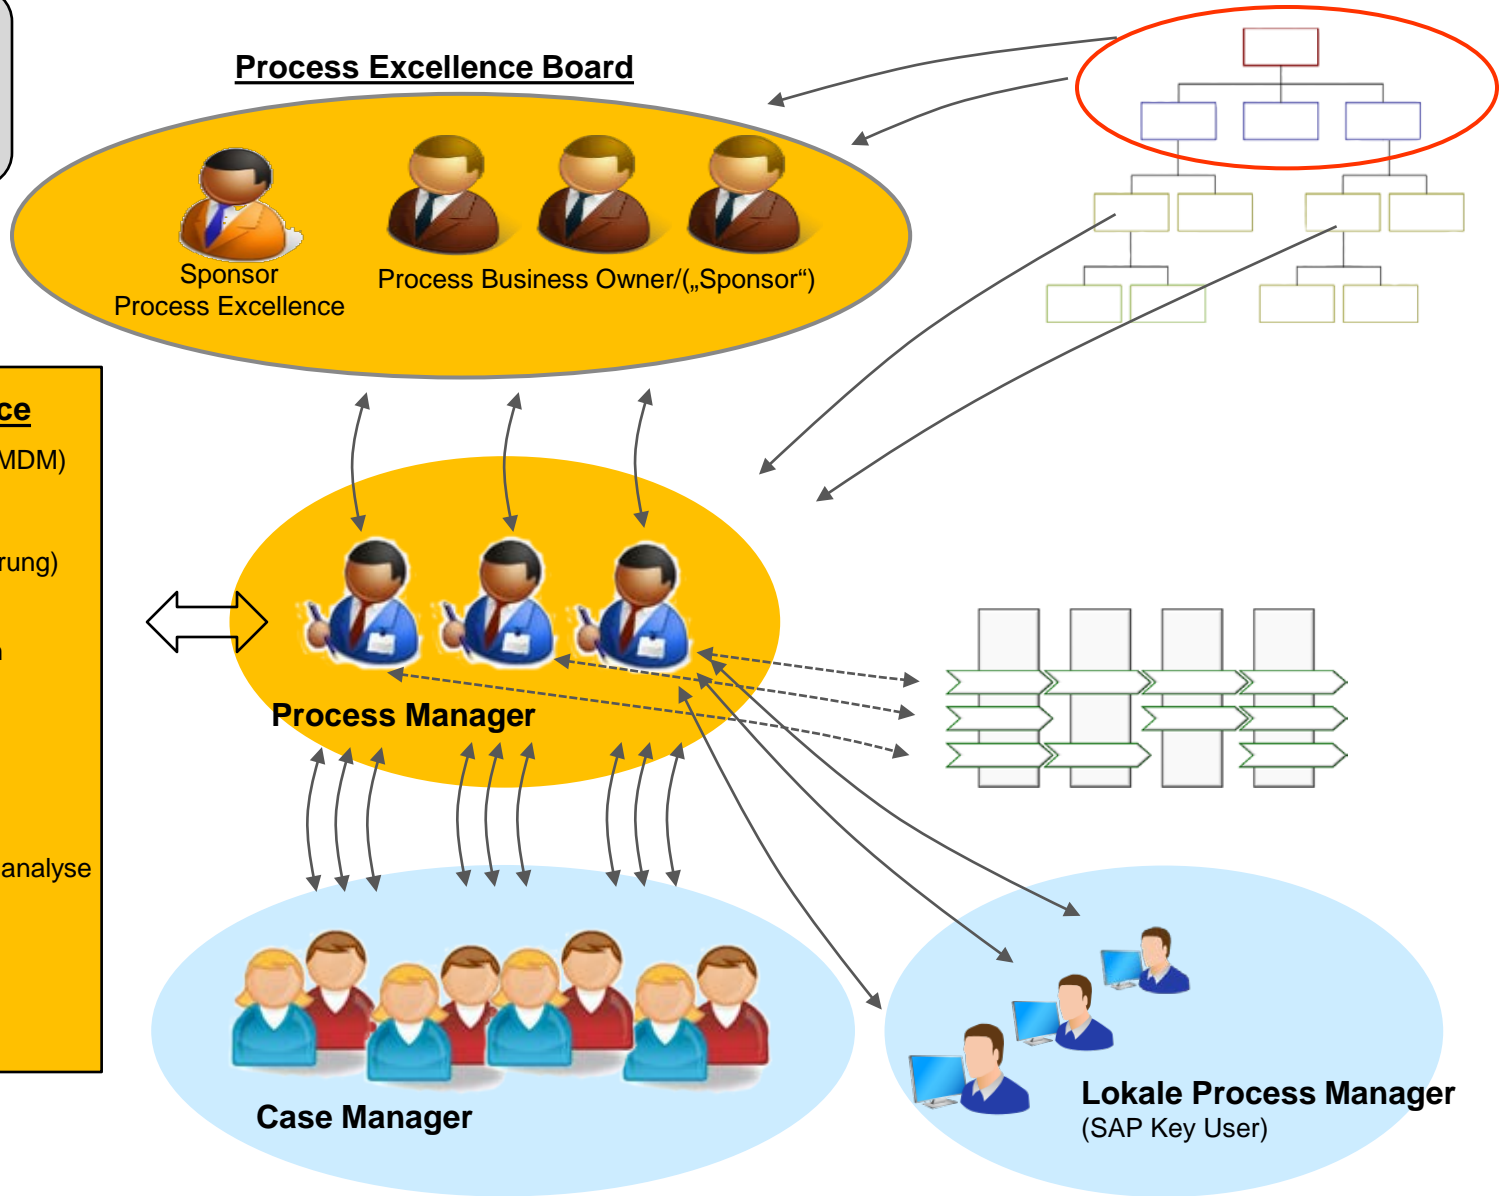 Process Excellence Board
Sponsor
Process Excellence
Process Business Owner/(„Sponsor“)
ce
MDM)
rung)
n
analyse
Process Manager
Case Manager
Lokale Process Manager
(SAP Key User)